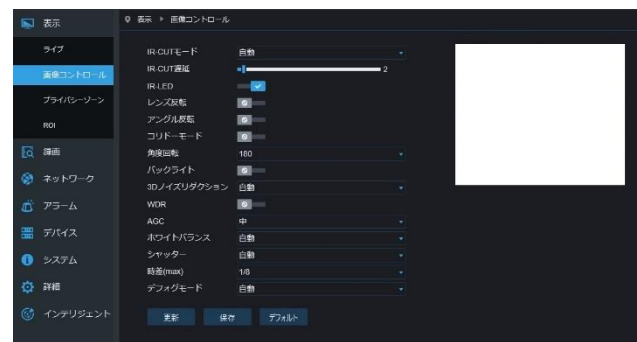 表示
ライブ
画像コントロール
プライバシーゾーン
ROI
録画
ネットワーク
アラーム
デバイス
システム
詳細
インテリジェント
表示 ▸ 画像コントロール
IR-CUTモード 自動
IR-CUT遅延 2
IR-LED
レンズ反転
アングル反転
コリドーモード
角度回転 180
バックライト
3Dノイズリダクション 自動
WDR
AGC 中
ホワイトバランス 自動
シャッター 自動
時差(max) 1/8
デフォグモード 自動
更新 保存 デフォルト